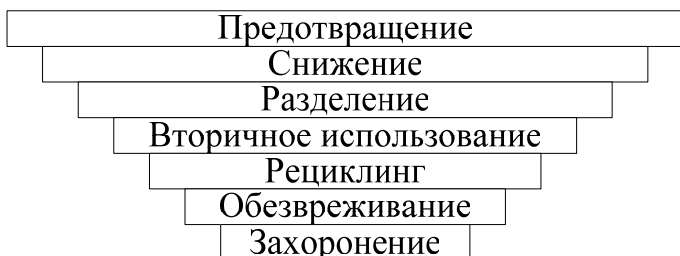 Предотвращение
Снижение
Разделение
Вторичное использование
Рециклинг
Обезвреживание
Захоронение